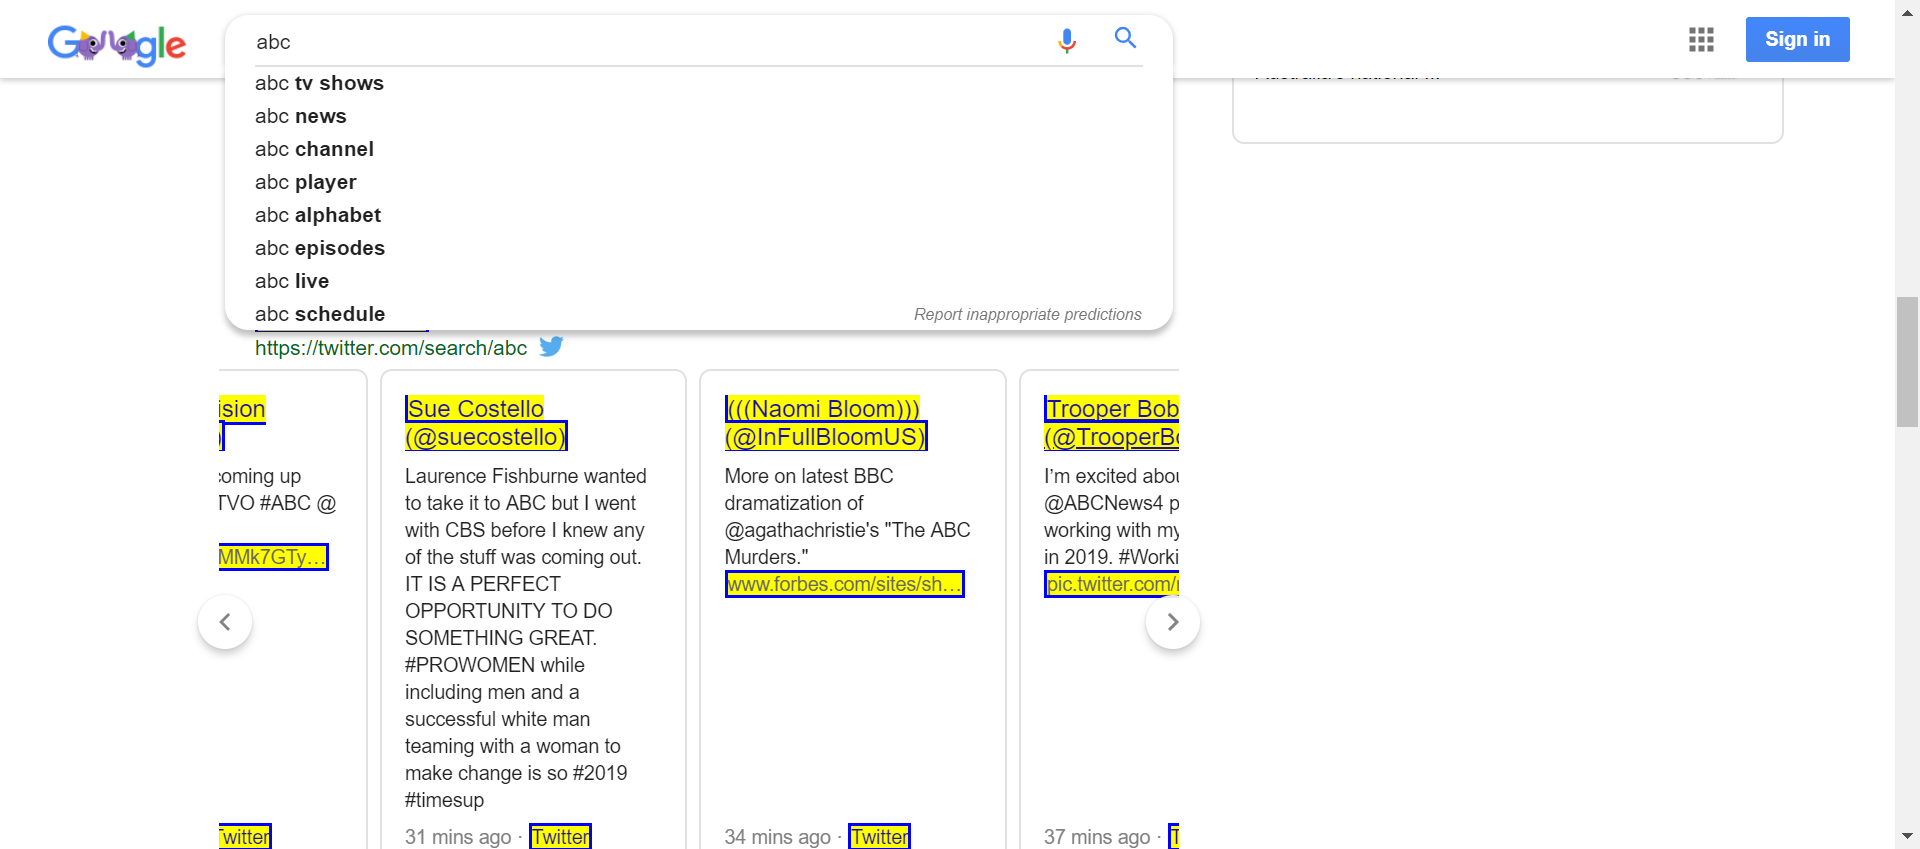 Google
abc
Sign in
abc tv shows
abc news
abc channel
abc player
abc alphabet
abc episodes
abc live
abc schedule
Report inappropriate predictions
https://twitter.com/search/abc
ision
)
coming up
TVO #ABC @
MMk7GTy...
Twitter
Sue Costello
(@suecostello)
Laurence Fishburne wanted
to take it to ABC but I went
with CBS before I knew any
of the stuff was coming out.
IT IS A PERFECT
OPPORTUNITY TO DO
SOMETHING GREAT.
#PROWOMEN while
including men and a
successful white man
teaming with a woman to
make change is so #2019
#timesup
31 mins ago · Twitter
(((Naomi Bloom)))
(@InFullBloomUS)
More on latest BBC
dramatization of
@agathachristie's "The ABC
Murders."
www.forbes.com/sites/sh...
34 mins ago · Twitter
Trooper Bob
(@TrooperBo
I’m excited abou
@ABCNews4 p
working with my
in 2019. #Worki
pic.twitter.com/
37 mins ago · T